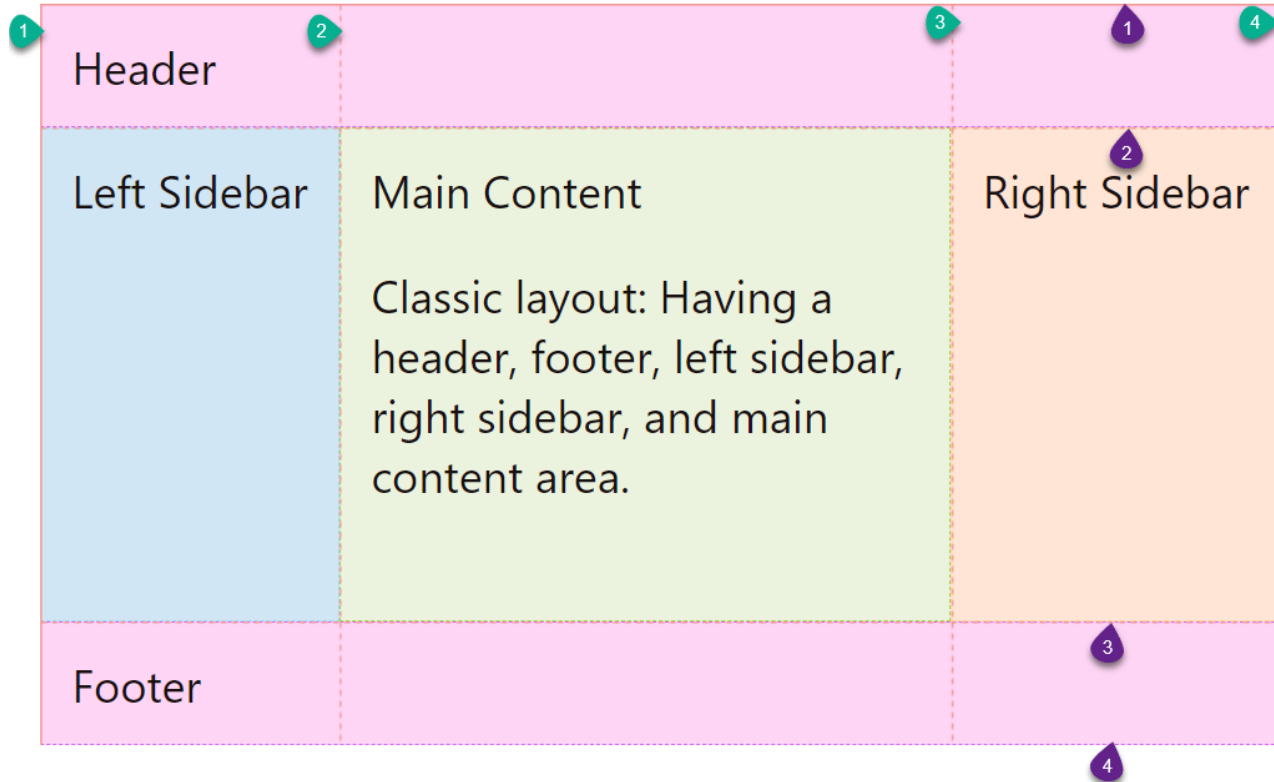 1 2 3 1 4
Header
2
Left Sidebar Main Content Right Sidebar
Classic layout: Having a
header, footer, left sidebar,
right sidebar, and main
content area.
3
Footer
4